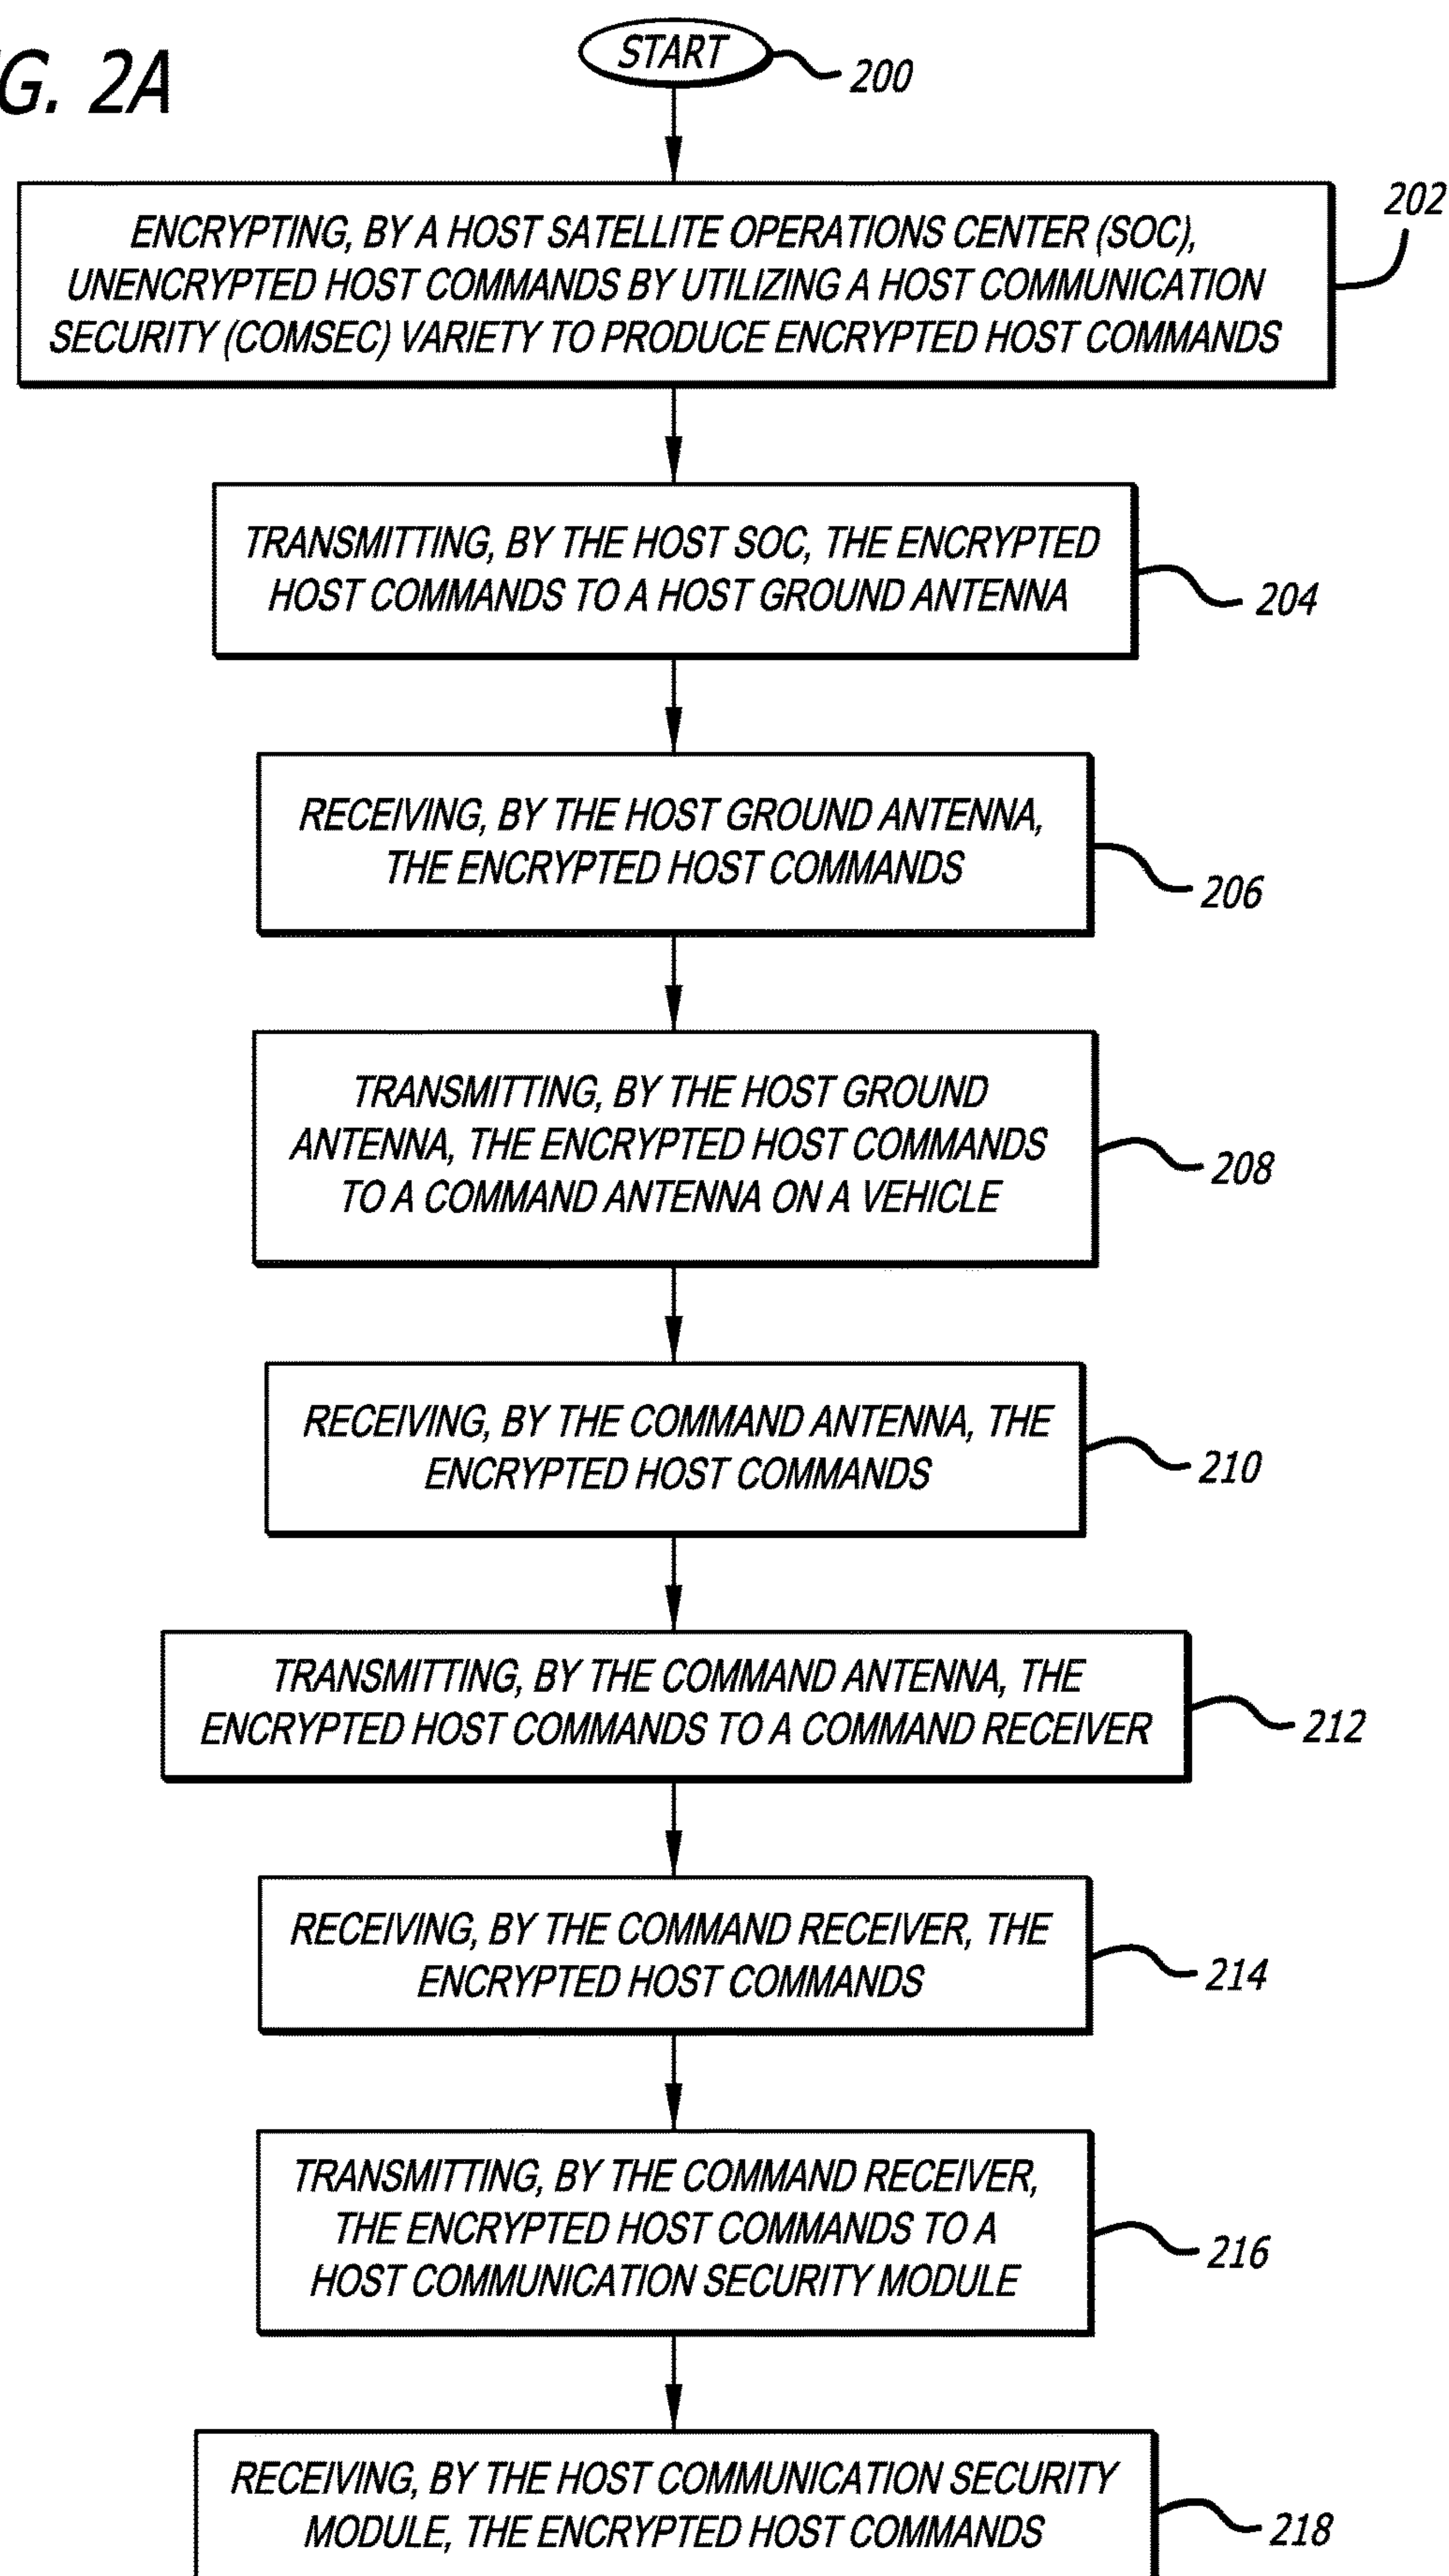 G. 2A
START
200
202
ENCRYPTING, BY A HOST SATELLITE OPERATIONS CENTER (SOC),
UNENCRYPTED HOST COMMANDS BY UTILIZING A HOST COMMUNICATION
SECURITY (COMSEC) VARIETY TO PRODUCE ENCRYPTED HOST COMMANDS
TRANSMITTING, BY THE HOST SOC, THE ENCRYPTED
HOST COMMANDS TO A HOST GROUND ANTENNA
204
RECEIVING, BY THE HOST GROUND ANTENNA,
THE ENCRYPTED HOST COMMANDS
206
TRANSMITTING, BY THE HOST GROUND
ANTENNA, THE ENCRYPTED HOST COMMANDS
TO A COMMAND ANTENNA ON A VEHICLE
208
RECEIVING, BY THE COMMAND ANTENNA, THE
ENCRYPTED HOST COMMANDS
210
TRANSMITTING, BY THE COMMAND ANTENNA, THE
ENCRYPTED HOST COMMANDS TO A COMMAND RECEIVER
212
RECEIVING, BY THE COMMAND RECEIVER, THE
ENCRYPTED HOST COMMANDS
214
TRANSMITTING, BY THE COMMAND RECEIVER,
THE ENCRYPTED HOST COMMANDS TO A
HOST COMMUNICATION SECURITY MODULE
216
RECEIVING, BY THE HOST COMMUNICATION SECURITY
MODULE, THE ENCRYPTED HOST COMMANDS
218